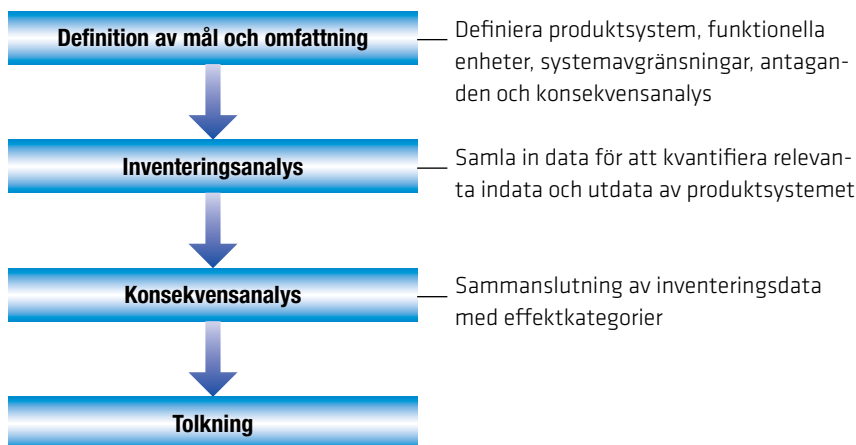 Definition av mål och omfattning
Definiera produktsystem, funktionella
enheter, systemavgränsningar, antagan-
den och konsekvensanalys
Inventeringsanalys
Samla in data för att kvantifiera relevan-
ta indata och utdata av produktsystemet
Konsekvensanalys
Sammanslutning av inventeringsdata
med effektkategorier
Tolkning